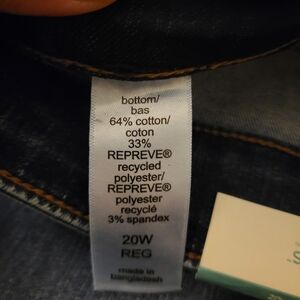 bottom/
bas
64% cotton/
coton
33%
REPREVE®
recycled
polyester/
REPREVE®
polyester
recyclé
3% spandex
20W
REG
made in
bangladesh